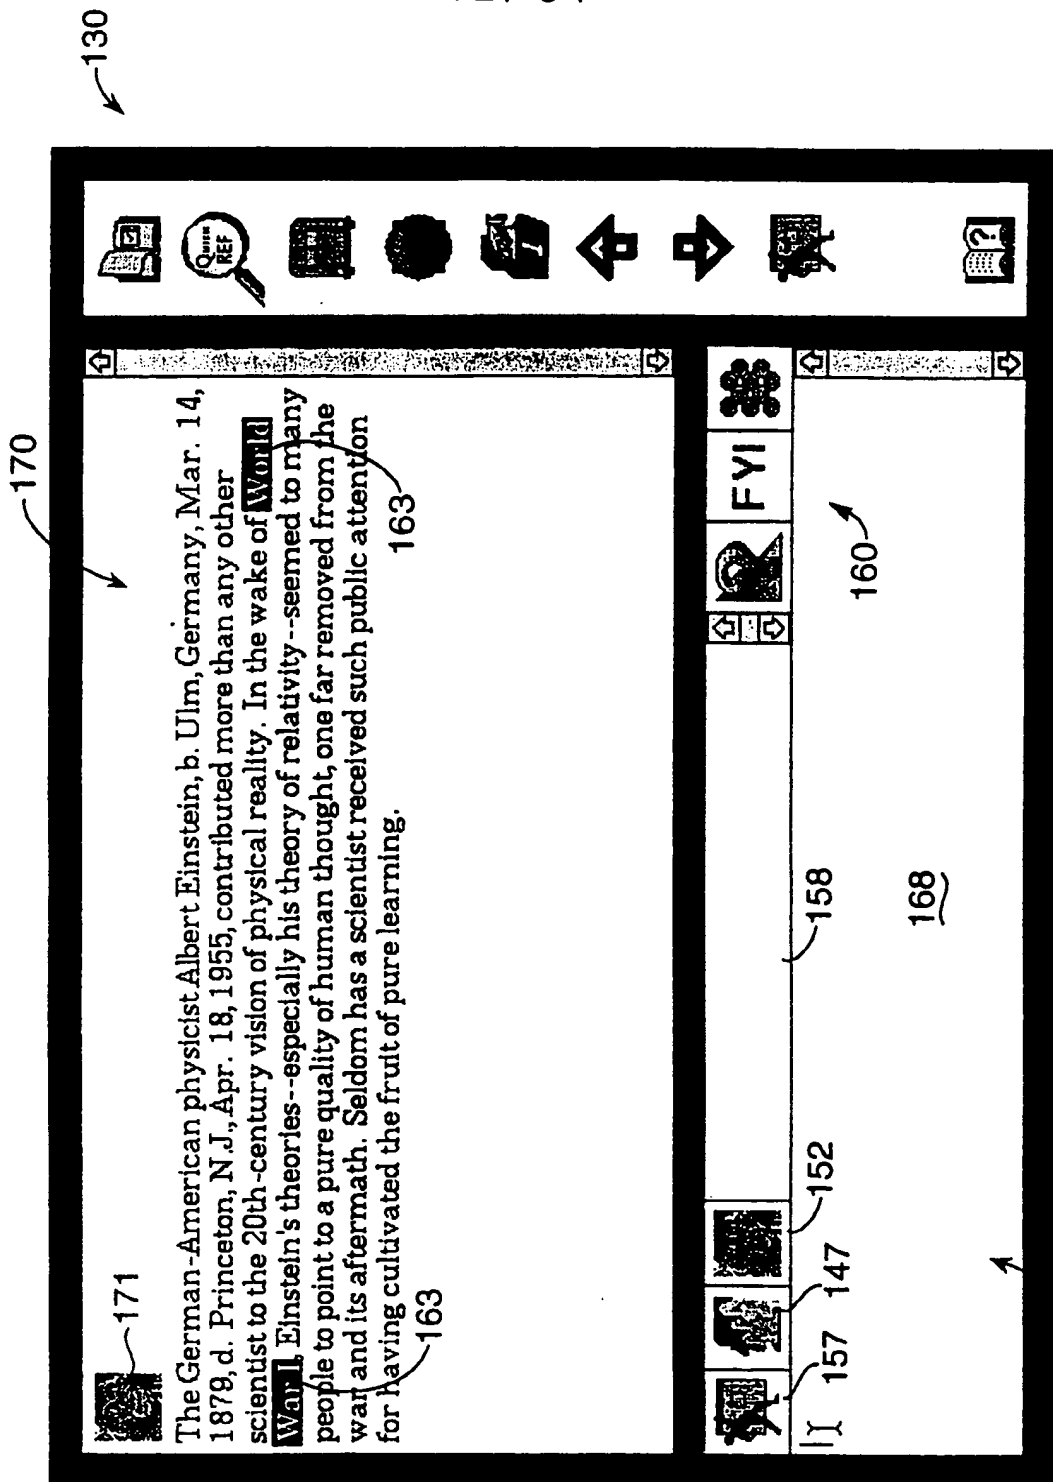 130
170
171
The German-American physicist Albert Einstein, b. Ulm, Germany, Mar. 14,
1879, d. Princeton, N.J., Apr. 18, 1955, contributed more than any other
scientist to the 20th-century vision of physical reality. In the wake of World
War I, Einstein's theories--especially his theory of relativity--seemed to many
people to point to a pure quality of human thought, one far removed from the
war and its aftermath. Seldom has a scientist received such public attention
for having cultivated the fruit of pure learning.
163
163
QUICK
REF
?
FYI
157
147
152
158
160
168